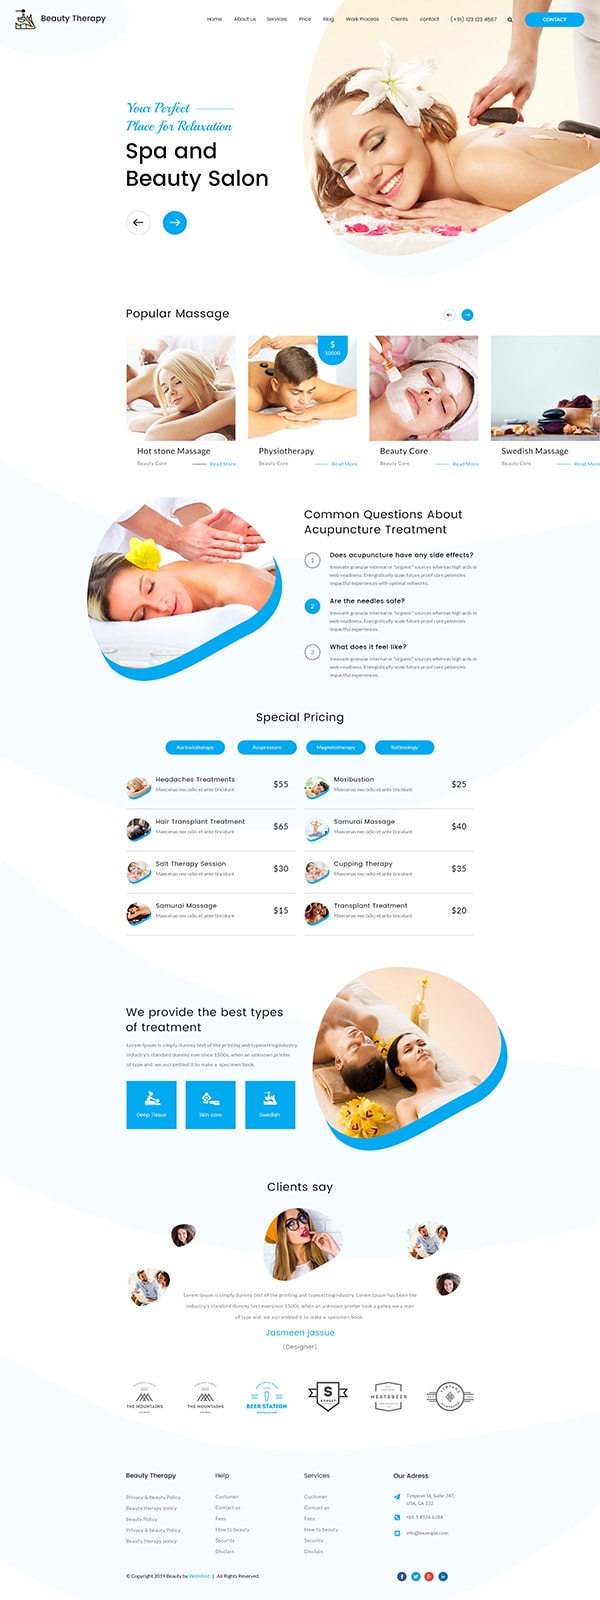 Beauty Therapy
Home About us Services Price Blog Work Process Clients contact (+91) 123 123 4567 CONTACT
Your Perfect
Place for Relaxation
Spa and
Beauty Salon
Popular Massage
$
10000
Hot stone Massage
Beauty Core Read More
Physiotherapy
Beauty Core Read More
Beauty Core
Beauty Core Read More
Swedish Massage
Beauty Core Read More
Common Questions About
Acupuncture Treatment
1 Does acupuncture have any side effects?
Innovate granular internal or "organic" sources whereas high ards in
web-readiness. Energistically scale future proof core petencies
impactful experiences with optimal networks.
2 Are the needles safe?
Innovate granular internal or "organic" sources whereas high ards in
web-readiness. Energistically scale future proof core petencies
impactful experiences.
3 What does it feel like?
Innovate granular internal or "organic" sources whereas high ards in
web-readiness. Energistically scale future proof core petencies
impactful experiences.
Special Pricing
Auriculotherapy Acupressure Magnetotherapy Reflexology
Headaches Treatments $55
Maecenas nec odio et ante tincidunt
Moxibustion $25
Maecenas nec odio et ante tincidunt
Hair Transplant Treatment $65
Maecenas nec odio et ante tincidunt
Samurai Massage $40
Maecenas nec odio et ante tincidunt
Salt Therapy Session $30
Maecenas nec odio et ante tincidunt
Cupping Therapy $35
Maecenas nec odio et ante tincidunt
Samurai Massage $15
Maecenas nec odio et ante tincidunt
Transplant Treatment $20
Maecenas nec odio et ante tincidunt
We provide the best types
of treatment
Lorem Ipsum is simply dummy text of the printing and typesettingindustry.
industry's standard dummy eversince 1500s, when an unknown printer
of type and we ascrambled it to make a specimen book.
Deep Tissue Skin care Swedish
Clients say
Lorem Ipsum is simply dummy text of the printing and typesettingindustry. Lorem Ipsum has been the
industry's standard dummy text eversince 1500s, when an unknown printer took a galley we a man
of type and we ascrambled it to make a specimen book.
Jasmeen jassue
(Designer)
THE MOUNTAINS
THE MOUNTAINS
BEER STATION
RESTAURANT
S
SUNSET
MEAT&BEER
VINTAGE
CLOTHING
Beauty Therapy
Privacy & beauty Policy
Beauty therapy policy
beauty Policy
Privacy & beauty Policy
Beauty therapy policy
Help
Customer
Contact us
Fees
How to beauty
Security
Disclain
Services
Customer
Contact us
Fees
How to beauty
Security
Disclain
Our Adress
Timpson St, Suite 247,
USA, GA 222
+61 3 8376 6284
info@example.com
© Copyright 2019 Beauty by Webstrot | All Rights Reserved.